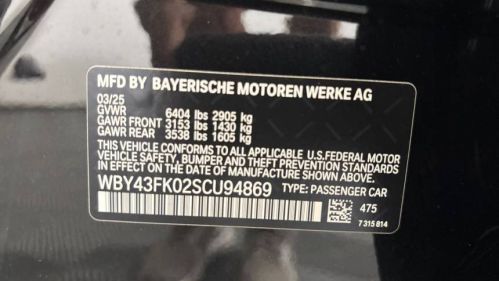 MFD BY BAYERISCHE MOTOREN WERKE AG
03/25
GVWR 6404 lbs 2905 kg
GAWR FRONT 3153 lbs 1430 kg
GAWR REAR 3538 lbs 1605 kg
THIS VEHICLE CONFORMS TO ALL APPLICABLE U.S.FEDERAL MOTOR
VEHICLE SAFETY, BUMPER, AND THEFT PREVENTION STANDARDS
IN EFFECT ON THE DATE OF MANUFACTURE SHOWN ABOVE.
WBY43FK02SCU94869 TYPE: PASSENGER CAR
475
7 315 814